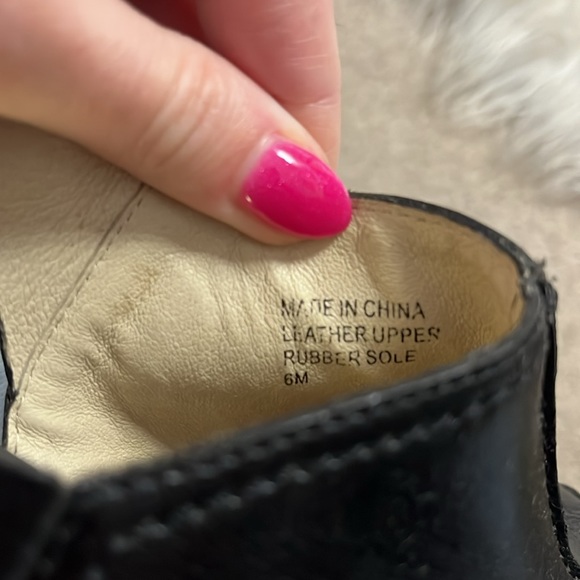 MADE IN CHINA
LEATHER UPPER
RUBBER SOLE
6M